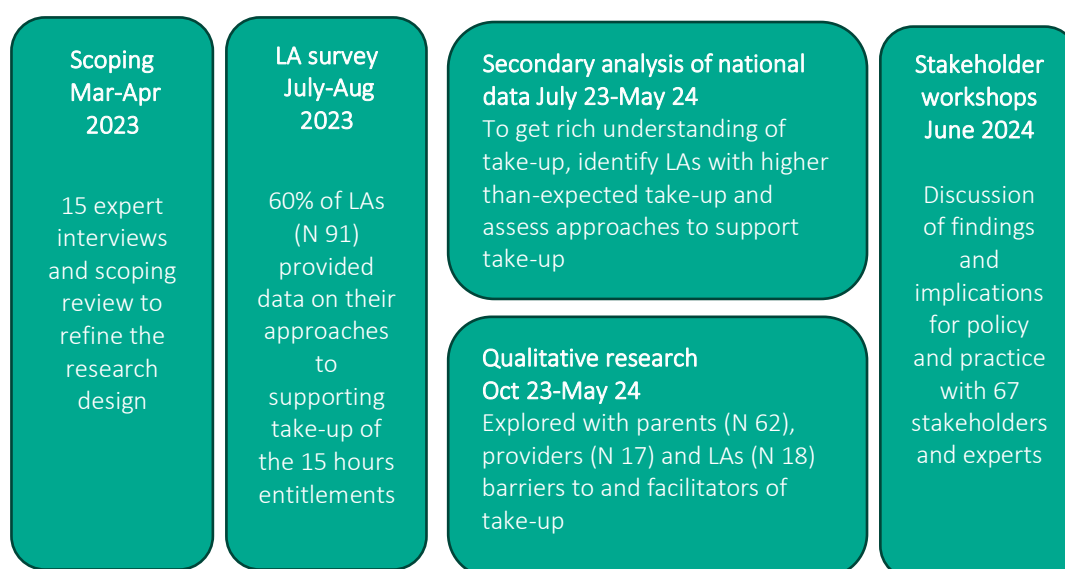 Scoping
Mar-Apr
2023
15 expert
interviews
and scoping
review to
refine the
research
design
LA survey
July-Aug
2023
60% of LAs
(N 91)
provided
data on their
approaches
to
supporting
take-up of
the 15 hours
entitlements
Secondary analysis of national
data July 23-May 24
To get rich understanding of
take-up, identify LAs with higher
than-expected take-up and
assess approaches to support
take-up
Qualitative research
Oct 23-May 24
Explored with parents (N 62),
providers (N 17) and LAs (N 18)
barriers to and facilitators of
take-up
Stakeholder
workshops
June 2024
Discussion
of findings
and
implications
for policy
and practice
with 67
stakeholders
and experts